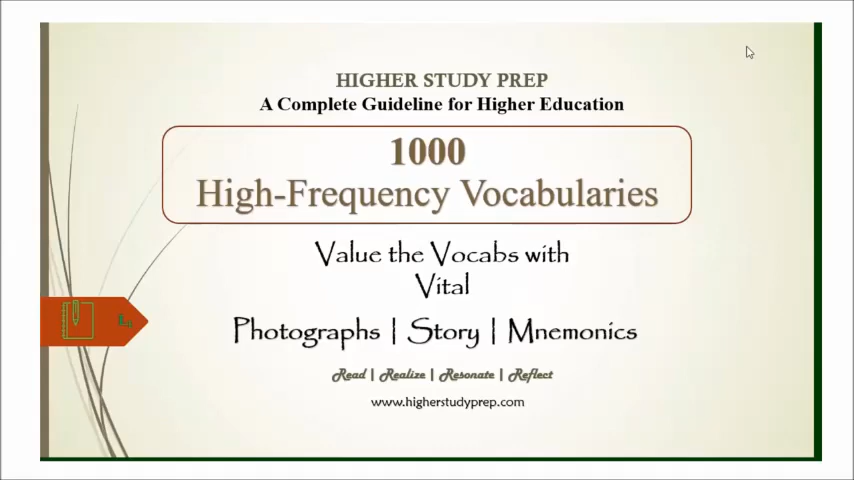 HIGHER STUDY PREP
A Complete Guideline for Higher Education
1000
High-Frequency Vocabularies
Value the Vocabs with
Vital
Photographs | Story | Mnemonics
Read | Realize | Resonate | Reflect
www.higherstudyprep.com